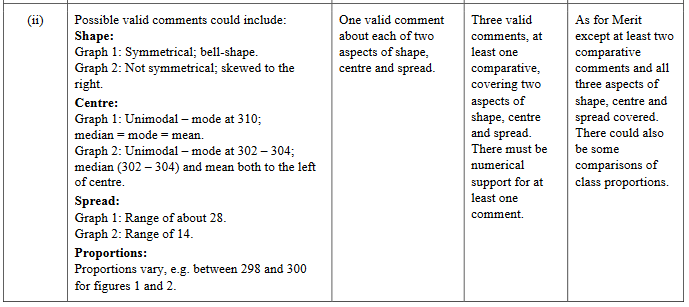 (ii)
Possible valid comments could include:
Shape:
Graph 1: Symmetrical; bell-shape.
Graph 2: Not symmetrical; skewed to the
right.
Centre:
Graph 1: Unimodal – mode at 310;
median = mode = mean.
Graph 2: Unimodal – mode at 302 – 304;
median (302 – 304) and mean both to the left
of centre.
Spread:
Graph 1: Range of about 28.
Graph 2: Range of 14.
Proportions:
Proportions vary, e.g. between 298 and 300
for figures 1 and 2.
One valid comment
about each of two
aspects of shape,
centre and spread.
Three valid
comments, at
least one
comparative,
covering two
aspects of
shape, centre
and spread.
There must be
numerical
support for at
least one
comment.
As for Merit
except at least two
comparative
comments and all
three aspects of
shape, centre and
spread covered.
There could also
be some
comparisons of
class proportions.